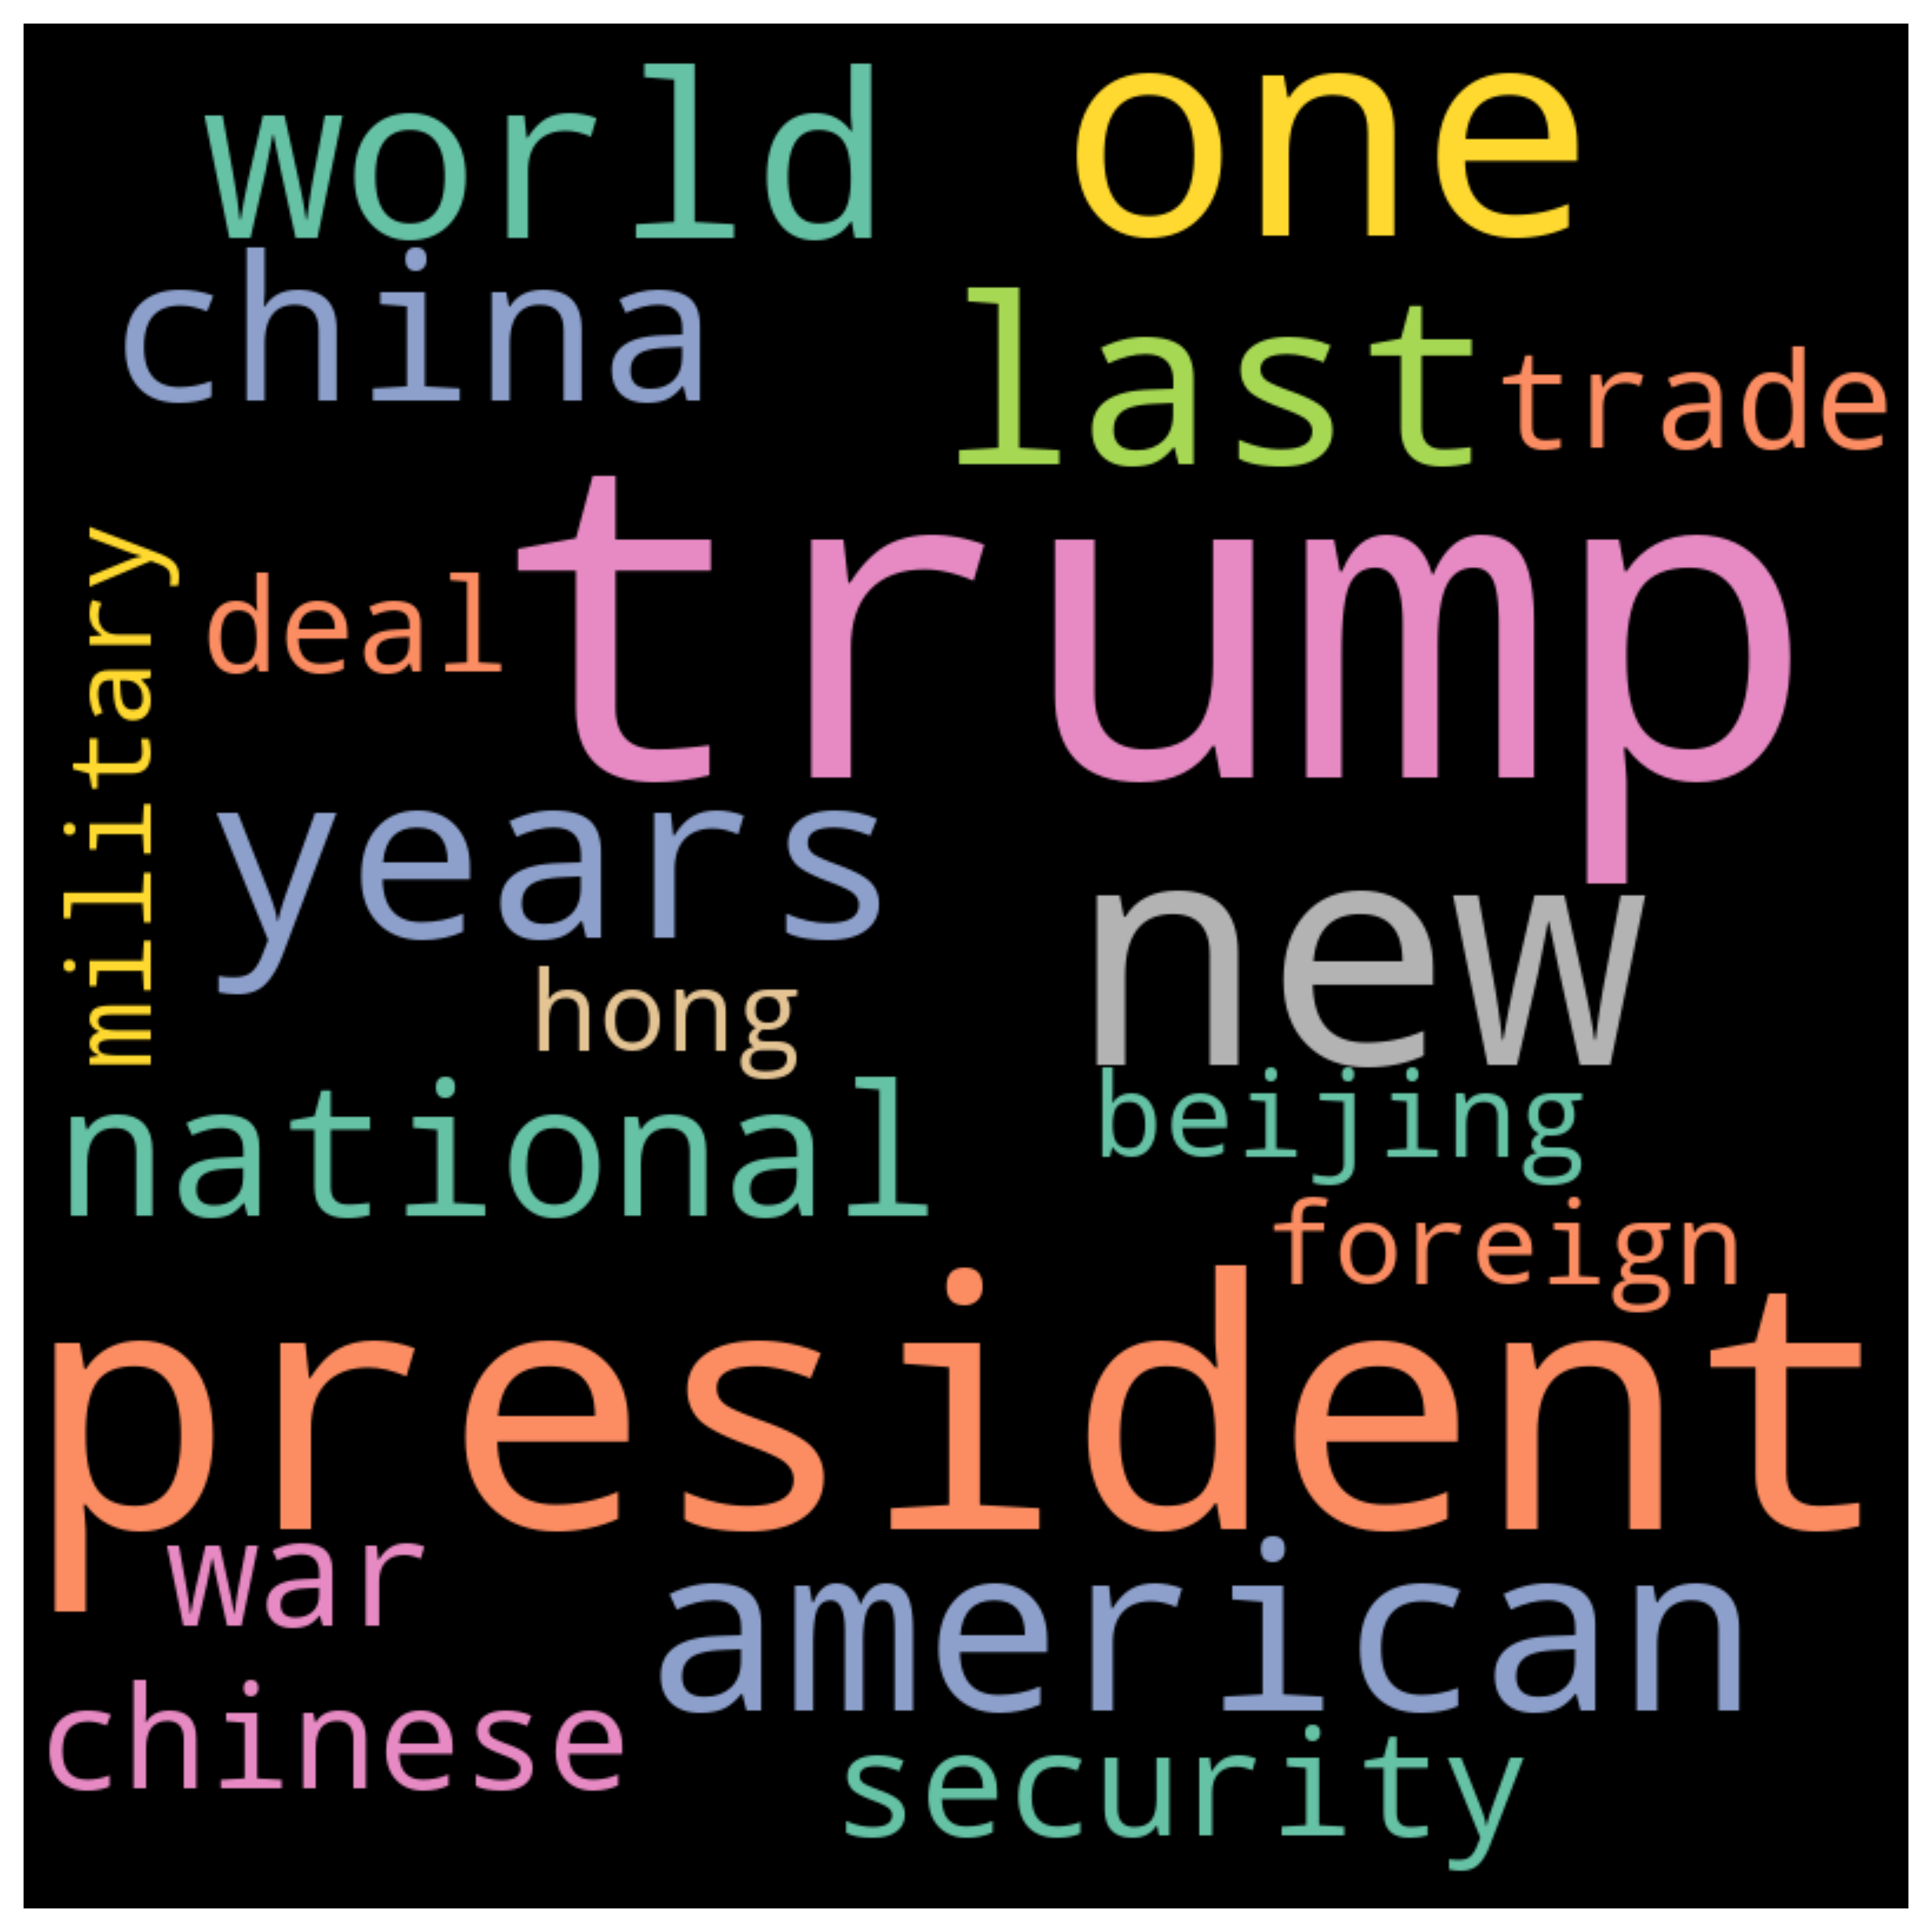 world one
china
last trade
trump
deal
military
years
new
hong
beijing
national
foreign
president
war
american
chinese
security